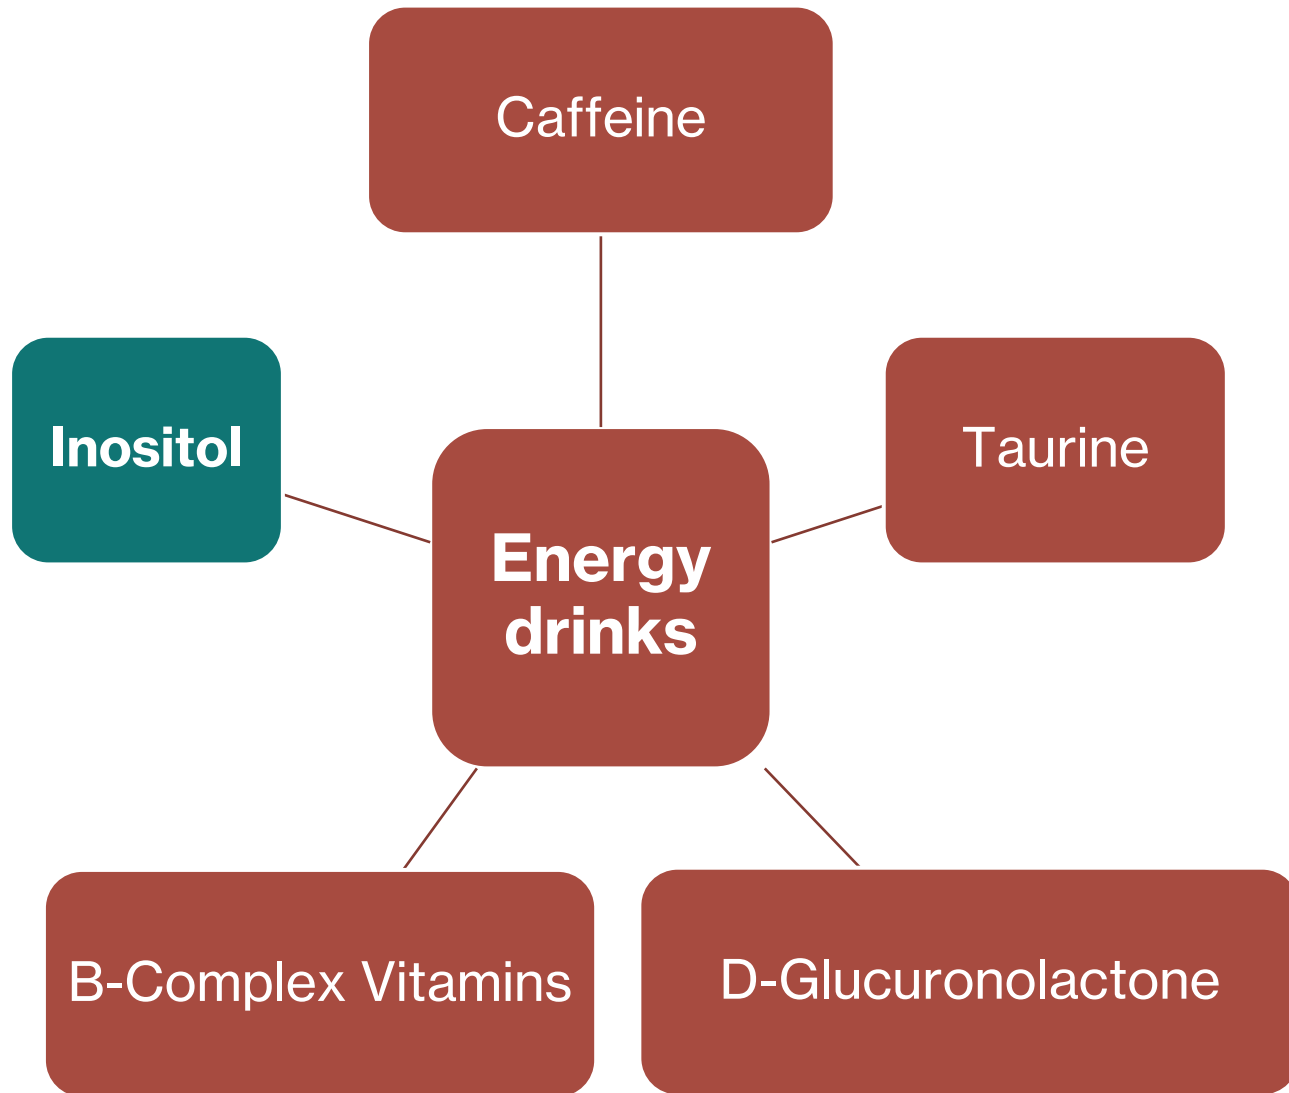 Caffeine
Inositol
Taurine
Energy
drinks
B-Complex Vitamins
D-Glucuronolactone